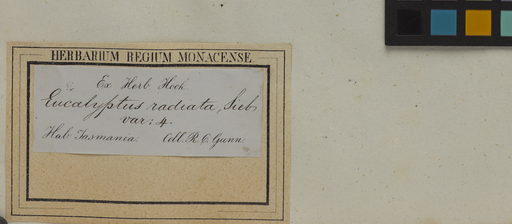 HERBARIUM REGIUM MONACENSE.
Ex Herb Hook.
Eucalyptus radiata, Sieb.
var: 4.
Hab. Tasmania. Coll. R. C. Gunn.